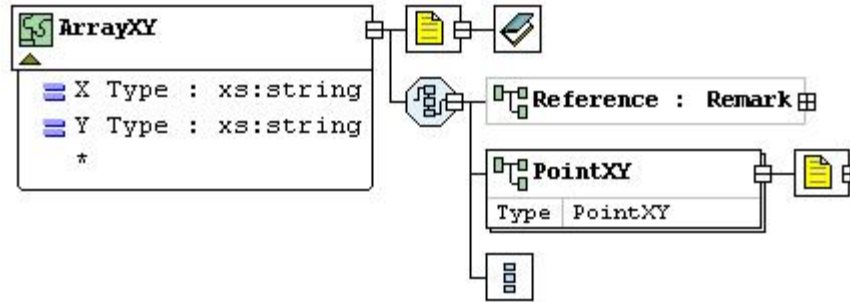 ArrayXY
X Type : xs:string
Y Type : xs:string
*
Reference : Remark
PointXY
Type PointXY